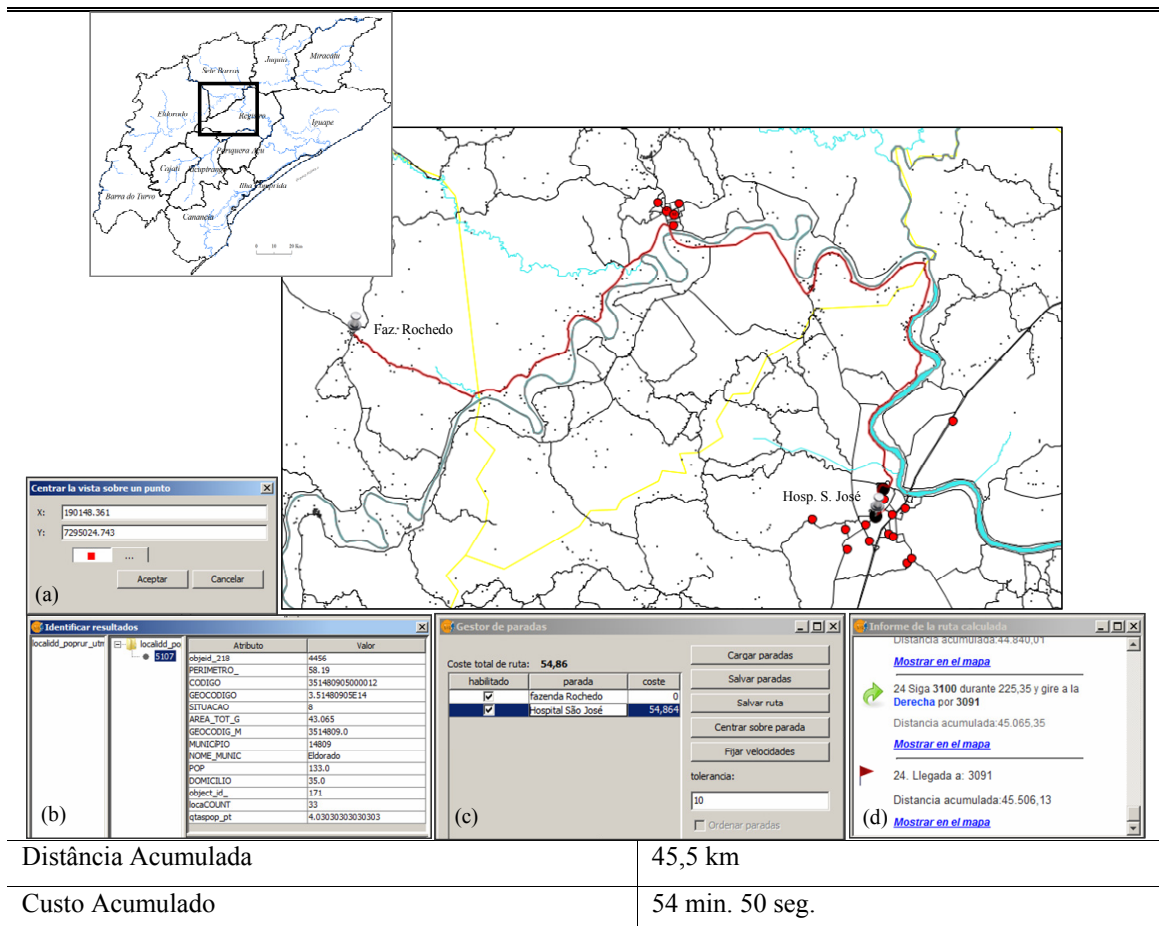 Miracatu
Juquiá
Sete Barras
Eldorado
Registro
Iguape
Pariquera Açu
Cajati
Jacupiranga
Ilha Comprida
Barra do Turvo
Cananéia
0 10 20 Km
Faz.ª Rochedo
Hosp. S. José
Centrar la vista sobre un punto
X: 190148.361
Y: 7295024.743
...
Aceptar Cancelar
(a)
Identificar resultados
localidd_poprur_utm
localidd_po
5107
Atributo Valor
objeid_218 4456
PERIMETRO_ 58.19
CODIGO 351480905000012
GEOCODIGO 3.51480905E14
SITUACAO 8
AREA_TOT_G 43.065
GEOCODIG_M 3514809.0
MUNICÍPIO 14809
NOME_MUNIC Eldorado
POP 133.0
DOMICILIO 35.0
object_id_ 171
locaCOUNT 33
qtaspop_pt 4.03030303030303
(b)
Gestor de paradas
Coste total de ruta: 54,86
habilitado parada coste
fazenda Rochedo 0
Hospital São José 54,864
Cargar paradas
Salvar paradas
Salvar ruta
Centrar sobre parada
Fijar velocidades
tolerancia:
10
Ordenar paradas
(c)
Informe de la ruta calculada
Distancia acumulada:44.840,01
Mostrar en el mapa
24 Siga 3100 durante 225,35 y gire a la
Derecha por 3091
Distancia acumulada:45.065,35
Mostrar en el mapa
24. Llegada a: 3091
Distancia acumulada:45.506,13
Mostrar en el mapa
(d)
Distância Acumulada 45,5 km
Custo Acumulado 54 min. 50 seg.